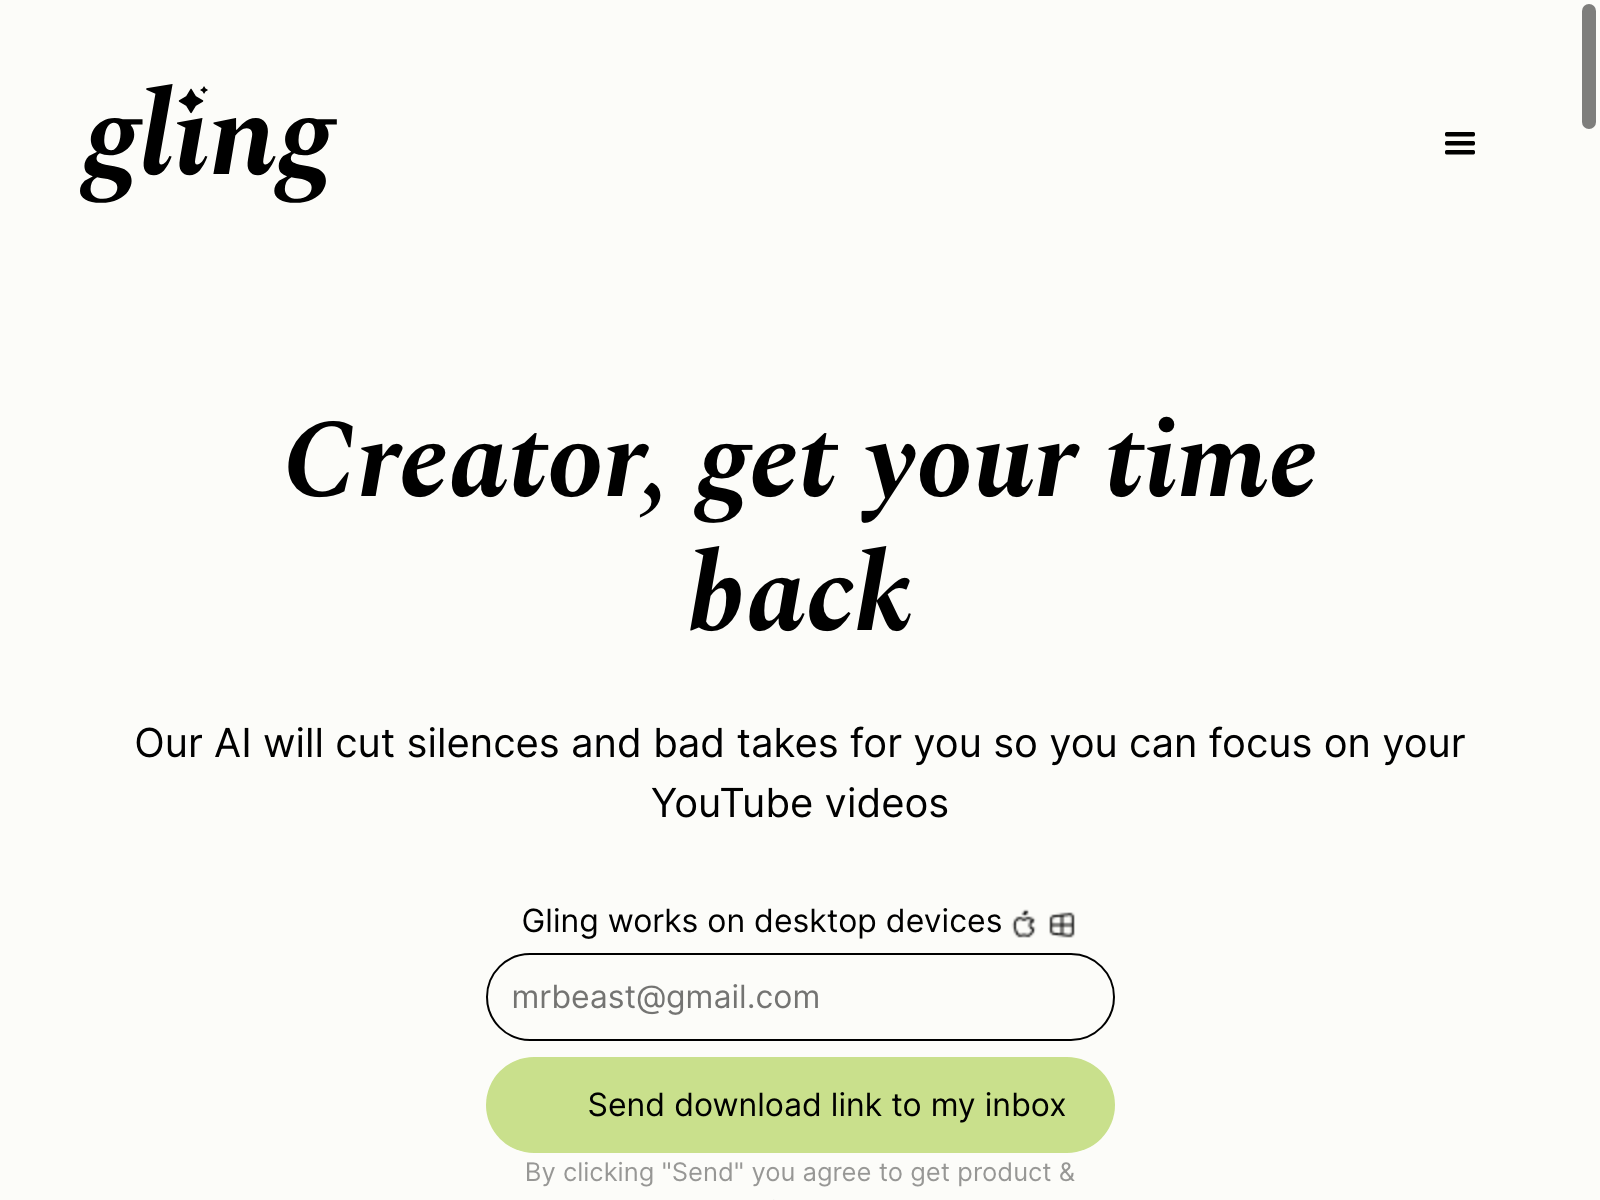 gling
Creator, get your time
back
Our AI will cut silences and bad takes for you so you can focus on your
YouTube videos
Gling works on desktop devices
mrbeast@gmail.com
Send download link to my inbox
By clicking "Send" you agree to get product &